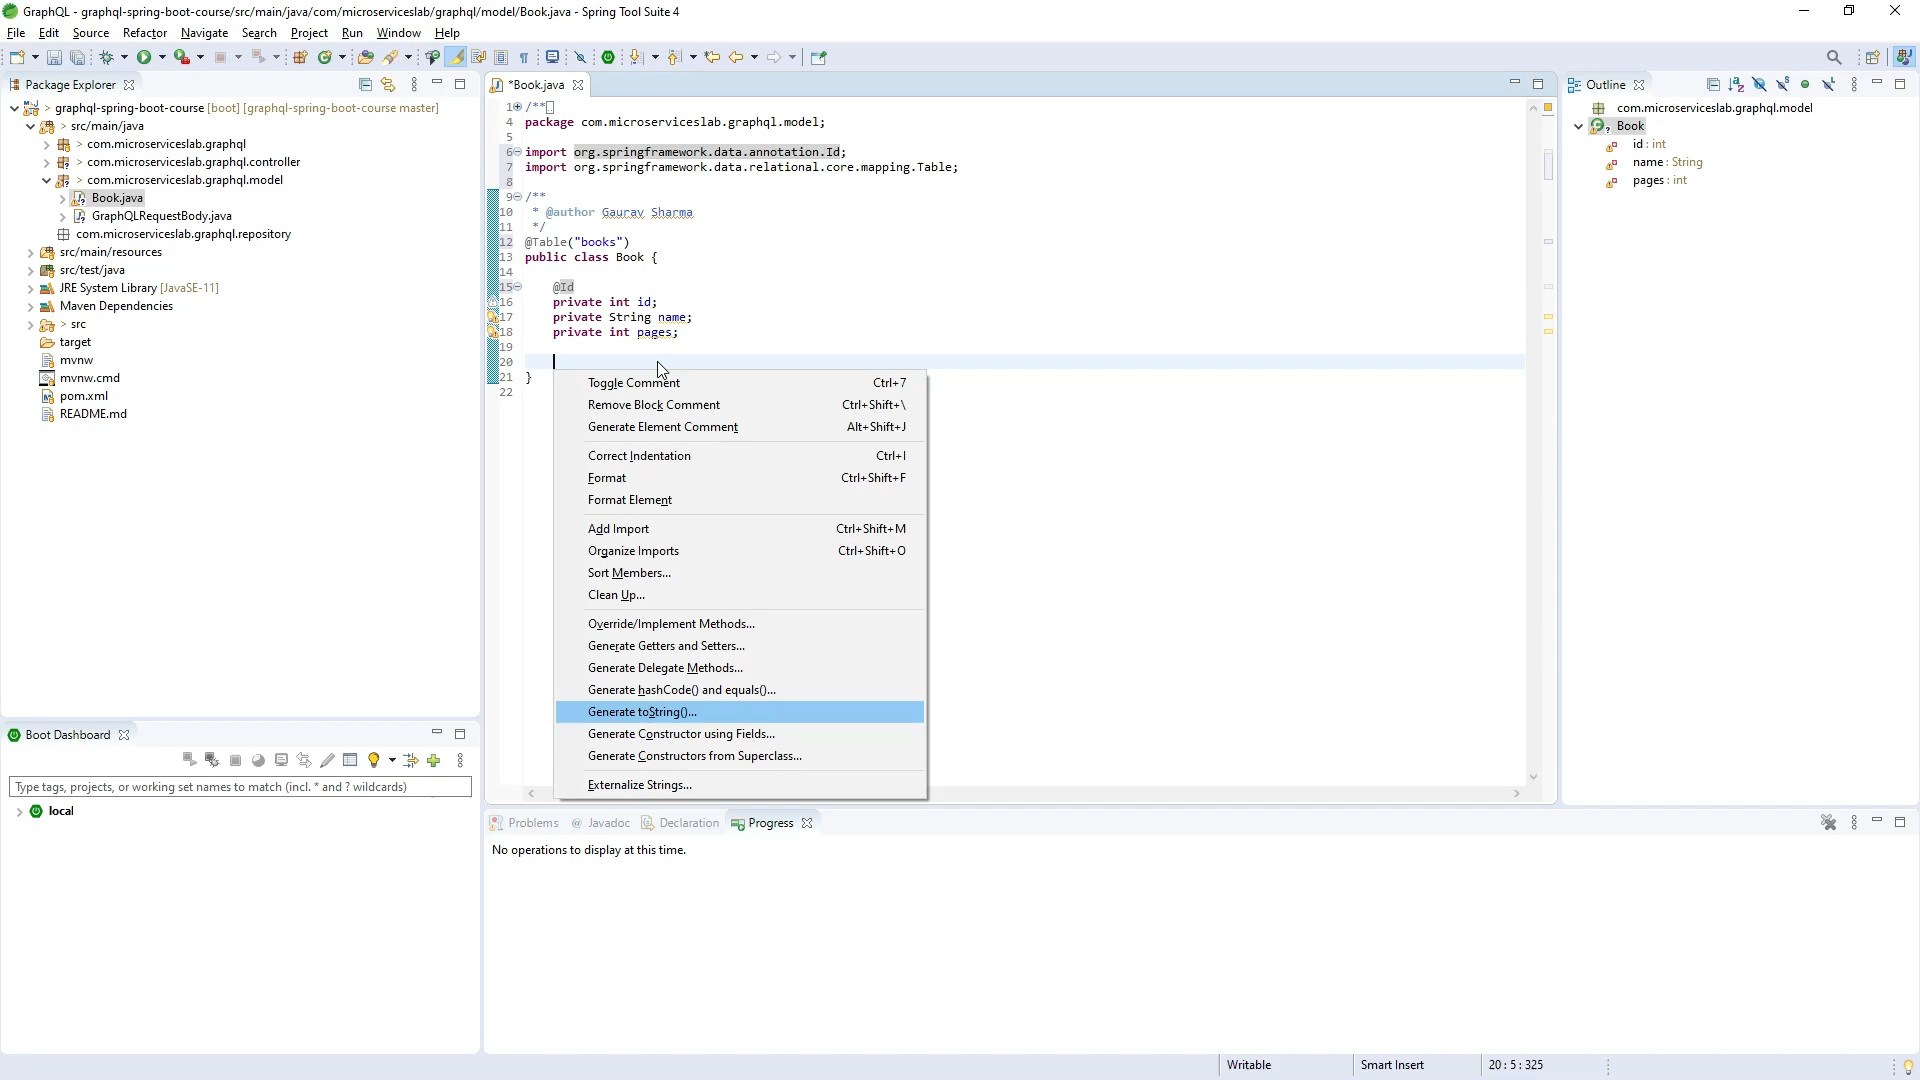 GraphQL - graphql-spring-boot-course/src/main/java/com/microserviceslab/graphql/model/Book.java - Spring Tool Suite 4
File Edit Source Refactor Navigate Search Project Run Window Help
Package Explorer
> graphql-spring-boot-course [boot] [graphql-spring-boot-course master]
> src/main/java
> com.microserviceslab.graphql
> com.microserviceslab.graphql.controller
> com.microserviceslab.graphql.model
Book.java
GraphQLRequestBody.java
com.microserviceslab.graphql.repository
src/main/resources
src/test/java
JRE System Library [JavaSE-11]
Maven Dependencies
> src
target
mvnw
mvnw.cmd
pom.xml
README.md
Boot Dashboard
Type tags, projects, or working set names to match (incl. * and ? wildcards)
local
*Book.java
1 /**
4 package com.microserviceslab.graphql.model;
5
6 import org.springframework.data.annotation.Id;
7 import org.springframework.data.relational.core.mapping.Table;
8
9 /**
10 * @author Gaurav Sharma
11 */
12 @Table("books")
13 public class Book {
14
15 @Id
16 private int id;
17 private String name;
18 private int pages;
19
20
21 }
22
Toggle Comment Ctrl+7
Remove Block Comment Ctrl+Shift+\
Generate Element Comment Alt+Shift+J
Correct Indentation Ctrl+I
Format Ctrl+Shift+F
Format Element
Add Import Ctrl+Shift+M
Organize Imports Ctrl+Shift+O
Sort Members...
Clean Up...
Override/Implement Methods...
Generate Getters and Setters...
Generate Delegate Methods...
Generate hashCode() and equals()...
Generate toString()...
Generate Constructor using Fields...
Generate Constructors from Superclass...
Externalize Strings...
Problems @ Javadoc Declaration Progress
No operations to display at this time.
Outline
com.microserviceslab.graphql.model
Book
id : int
name : String
pages : int
Writable Smart Insert 20 : 5 : 325